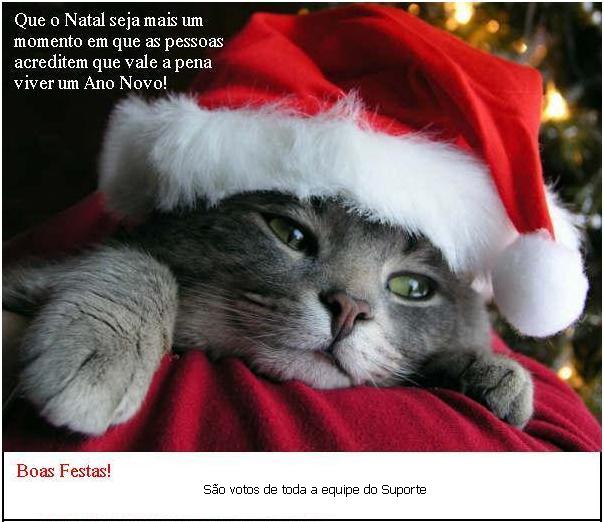 Que o Natal seja mais um
momento em que as pessoas
acreditem que vale a pena
viver um Ano Novo!
Boas Festas!
São votos de toda a equipe do Suporte